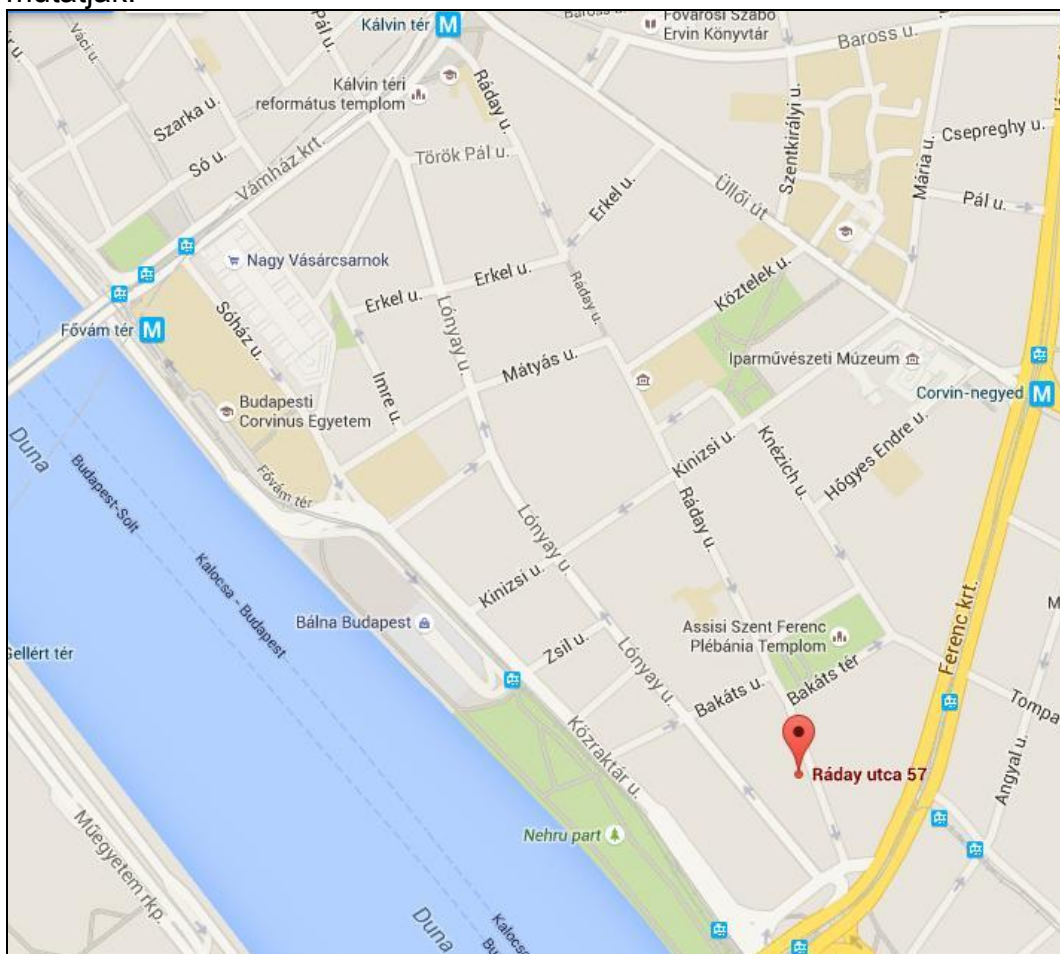 mutatják.
Kálvin tér
Fővárosi Szabó
Ervin Könyvtár
Baross u.
Baross u.
Váci u.
Pál u.
Kálvin téri
református templom
Ráday u.
Szarka u.
Só u.
Vámház krt.
Török Pál u.
Erkel u.
Szentkirályi u.
Mária u.
Csepreghy u.
Pál u.
Üllői út
Nagy Vásárcsarnok
Erkel u.
Erkel u.
Ráday u.
Köztelek u.
Fővám tér
Sóház u.
Lónyay u.
Mátyás u.
Imre u.
Iparművészeti Múzeum
Corvin-negyed
Budapesti
Corvinus Egyetem
Duna
Budapest-Solt
Fővám tér
Kinizsi u.
Knézich u.
Hőgyes Endre u.
Ráday u.
Lónyay u.
Kalocsa - Budapest
Kinizsi u.
Bálna Budapest
Zsil u.
Lónyay u.
Assisi Szent Ferenc
Plébánia Templom
Ferenc krt.
Gellért tér
Bakáts u.
Bakáts tér
Tompa
Közraktár u.
Ráday utca 57
Angyal u.
Nehru part
Műegyetem rkp.
Duna